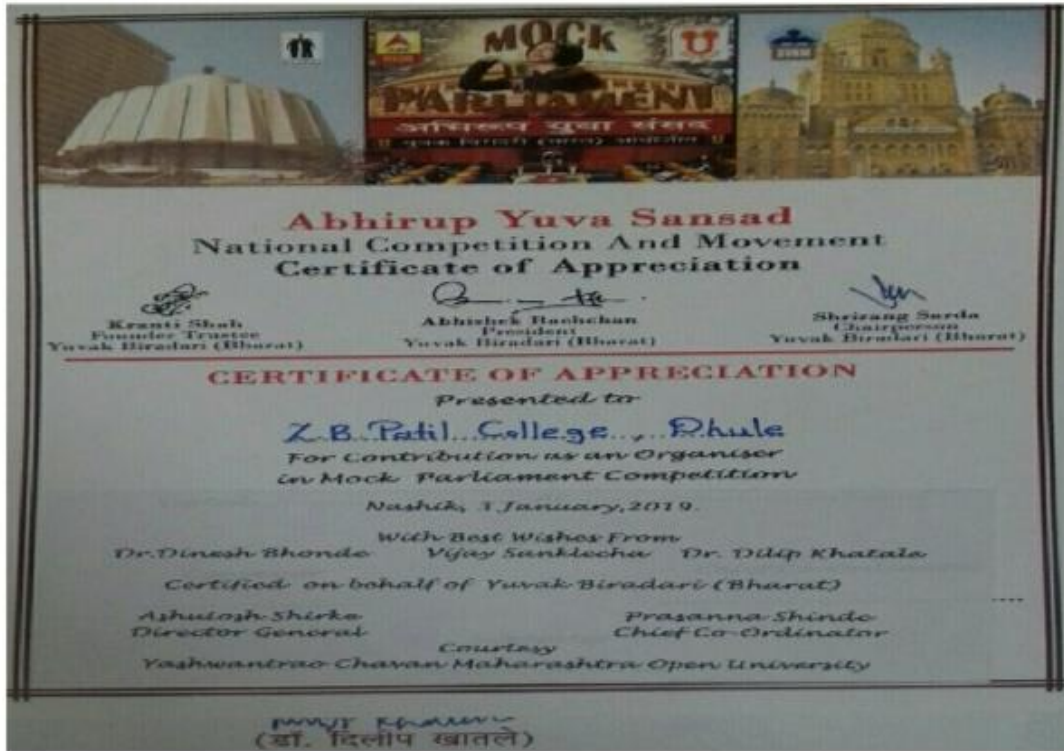 MOCK
PARLIAMENT
अभिरूप युवा संसद
Abhirup Yuva Sansad
National Competition And Movement
Certificate of Appreciation
Kranti Shah
Founder Trustee
Yuvak Biradari (Bharat)
Abhishek Bachchan
President
Yuvak Biradari (Bharat)
Shrirang Sarda
Chairperson
Yuvak Biradari (Bharat)
CERTIFICATE OF APPRECIATION
Presented to
Z.B. Patil College, Dhule
For Contribution as an Organiser
in Mock Parliament Competition
Nashik, 3 January, 2019.
With Best Wishes From
Dr. Dinesh Bhonde Vijay Sanklecha Dr. Dilip Khatale
Certified on behalf of Yuvak Biradari (Bharat)
Ashutosh Shirke Prasanna Shinde
Director General Chief Co-Ordinator
Courtesy
Yashwantrao Chavan Maharashtra Open University
(डॉ. दिलीप खातले)